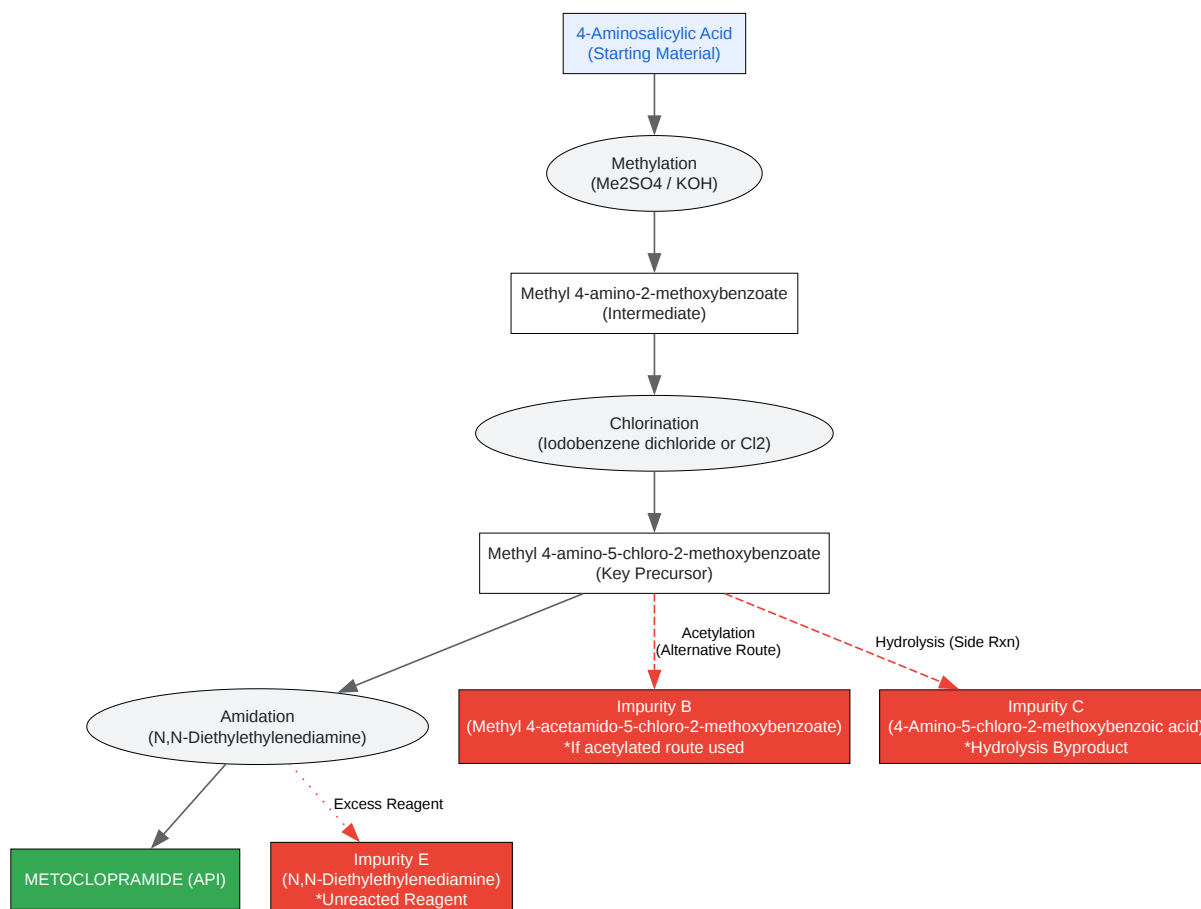 4-Aminosalicylic Acid
(Starting Material)
Methylation
(Me2SO4 / KOH)
Methyl 4-amino-2-methoxybenzoate
(Intermediate)
Chlorination
(Iodobenzene dichloride or Cl2)
Methyl 4-amino-5-chloro-2-methoxybenzoate
(Key Precursor)
Acetylation
(Alternative Route)
Hydrolysis (Side Rxn)
Amidation
(N,N-Diethylethylenediamine)
Impurity B
(Methyl 4-acetamido-5-chloro-2-methoxybenzoate)
*If acetylated route used
Impurity C
(4-Amino-5-chloro-2-methoxybenzoic acid)
*Hydrolysis Byproduct
Excess Reagent
METOCLOPRAMIDE (API)
Impurity E
(N,N-Diethylethylenediamine)
*Unreacted Reagent